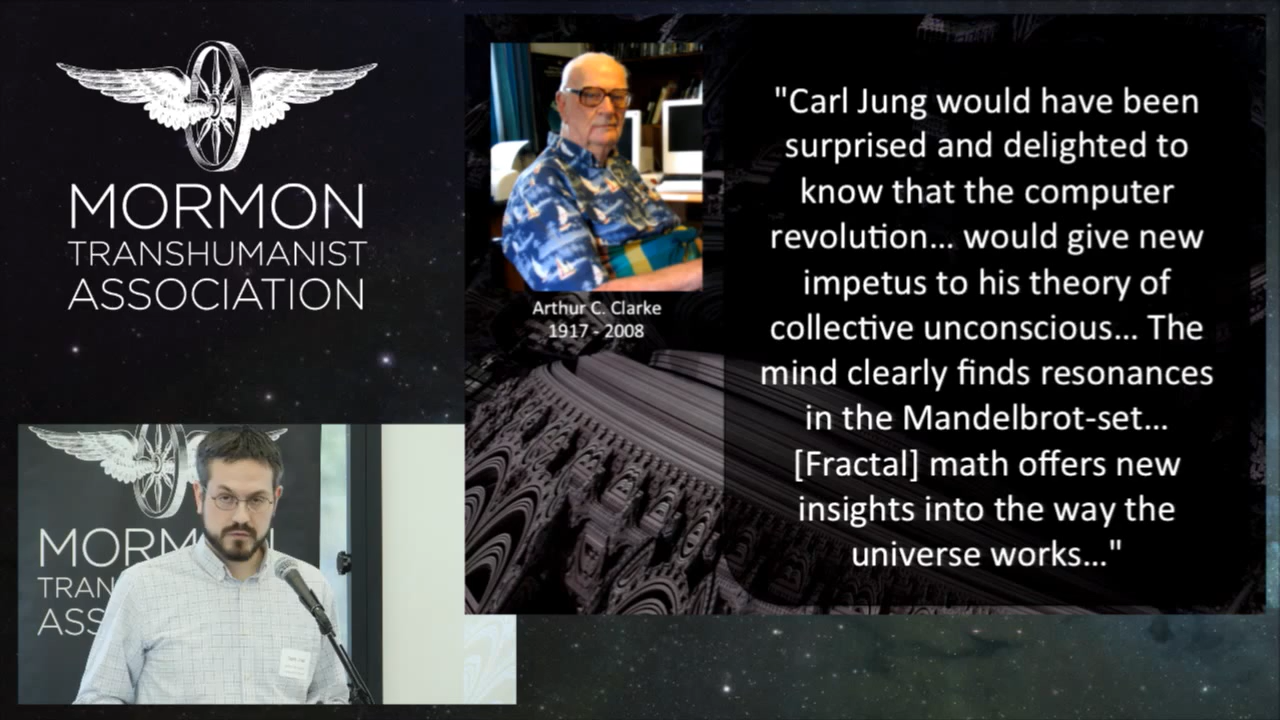 MORMON
TRANSHUMANIST
ASSOCIATION
"Carl Jung would have been
surprised and delighted to
know that the computer
revolution... would give new
impetus to his theory of
collective unconscious... The
mind clearly finds resonances
in the Mandelbrot-set...
[Fractal] math offers new
insights into the way the
universe works..."
Arthur C. Clarke
1917 - 2008
MORM N
TRAN
ASS